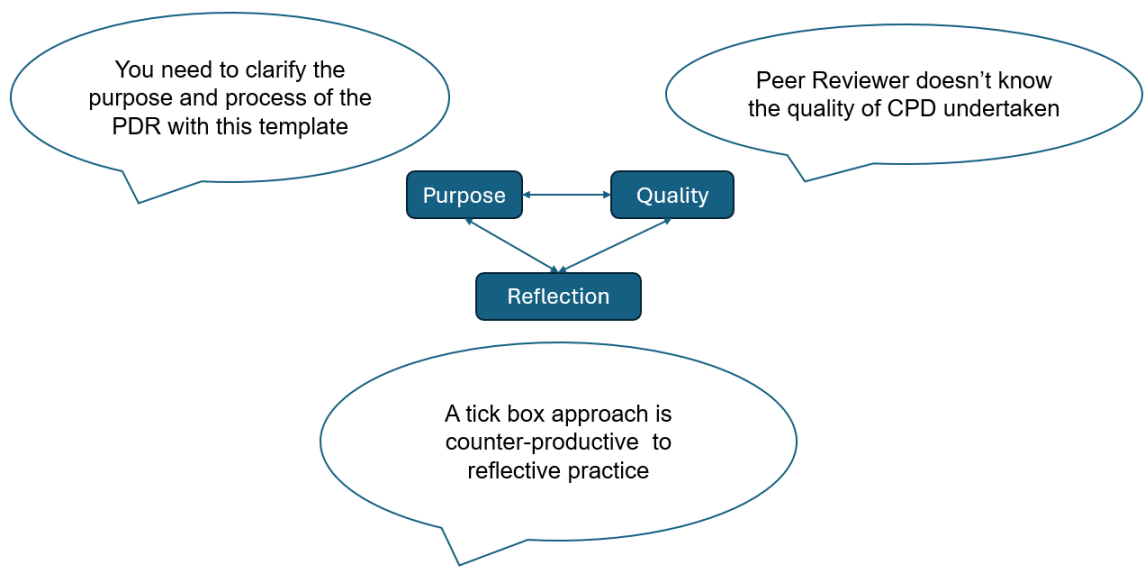 You need to clarify the
purpose and process of the
PDR with this template
Peer Reviewer doesn’t know
the quality of CPD undertaken
Purpose
Quality
Reflection
A tick box approach is
counter-productive  to
reflective practice